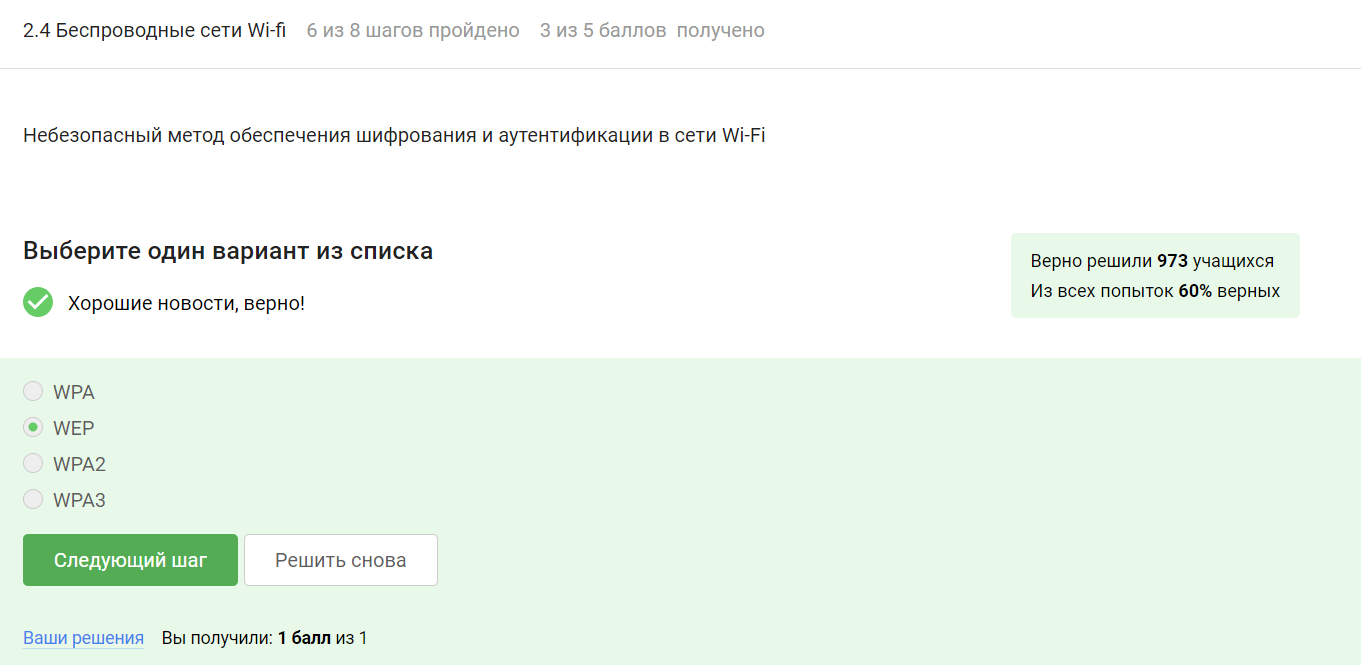 2.4 Беспроводные сети Wi-fi 6 из 8 шагов пройдено 3 из 5 баллов получено
Небезопасный метод обеспечения шифрования и аутентификации в сети Wi-Fi
Выберите один вариант из списка
Хорошие новости, верно!
Верно решили 973 учащихся
Из всех попыток 60% верных
WPA
WEP
WPA2
WPA3
Следующий шаг Решить снова
Ваши решения Вы получили: 1 балл из 1